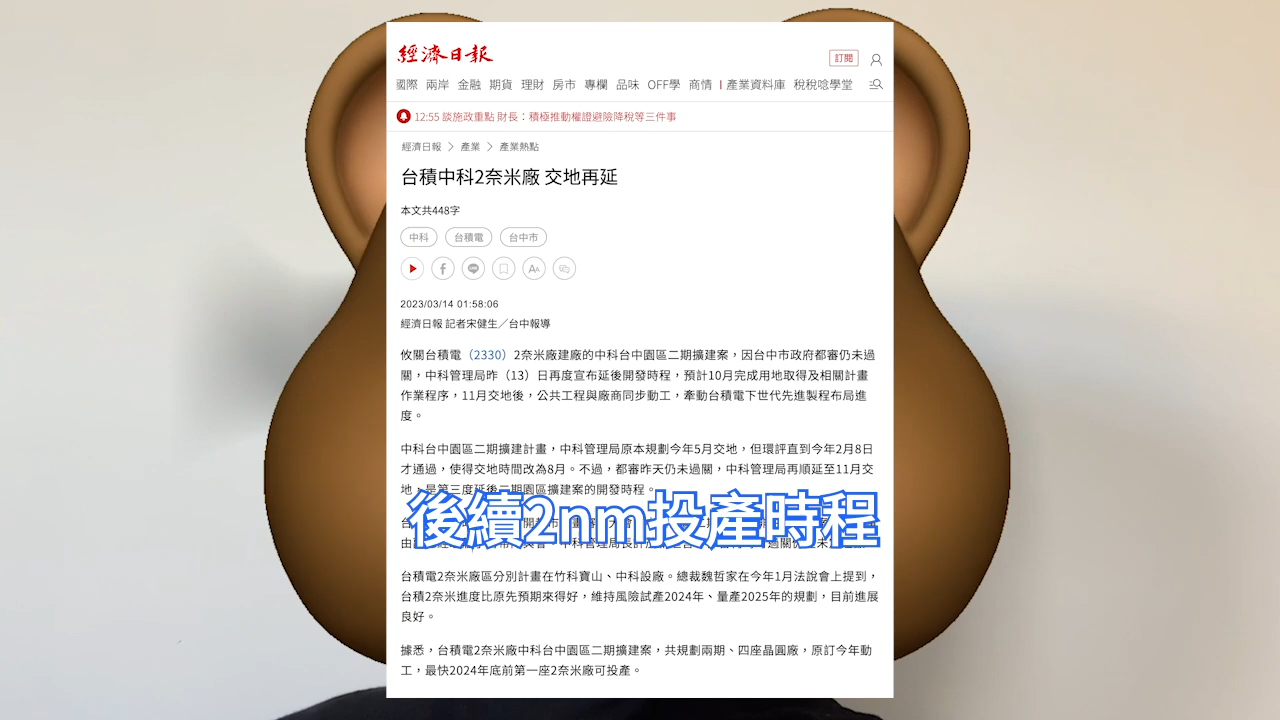 經濟日報
訂閱
國際 兩岸 金融 期貨 理財 房市 專欄 品味 OFF學 商情 產業資料庫 稅稅唸學堂
12:55 談施政重點 財長：積極推動權證避險降稅等三件事
經濟日報 > 產業 > 產業熱點
台積中科2奈米廠 交地再延
本文共448字
中科 台積電 台中市
2023/03/14 01:58:06
經濟日報 記者宋健生／台中報導
攸關台積電（2330）2奈米廠建廠的中科台中園區二期擴建案，因台中市政府都審仍未過
關，中科管理局昨（13）日再度宣布延後開發時程，預計10月完成用地取得及相關計畫
作業程序，11月交地後，公共工程與廠商同步動工，牽動台積電下世代先進製程布局進
度。
中科台中園區二期擴建計畫，中科管理局原本規劃今年5月交地，但環評直到今年2月8日
才通過，使得交地時間改為8月。不過，都審昨天仍未過關，中科管理局再順延至11月交
地，是第三度延後二期園區擴建案的開發時程。
後續2nm投產時程
台積電2奈米廠區分別計畫在竹科寶山、中科設廠。總裁魏哲家在今年1月法說會上提到，
台積2奈米進度比原先預期來得好，維持風險試產2024年、量產2025年的規劃，目前進展
良好。
據悉，台積電2奈米廠中科台中園區二期擴建案，共規劃兩期、四座晶圓廠，原訂今年動
工，最快2024年底前第一座2奈米廠可投產。